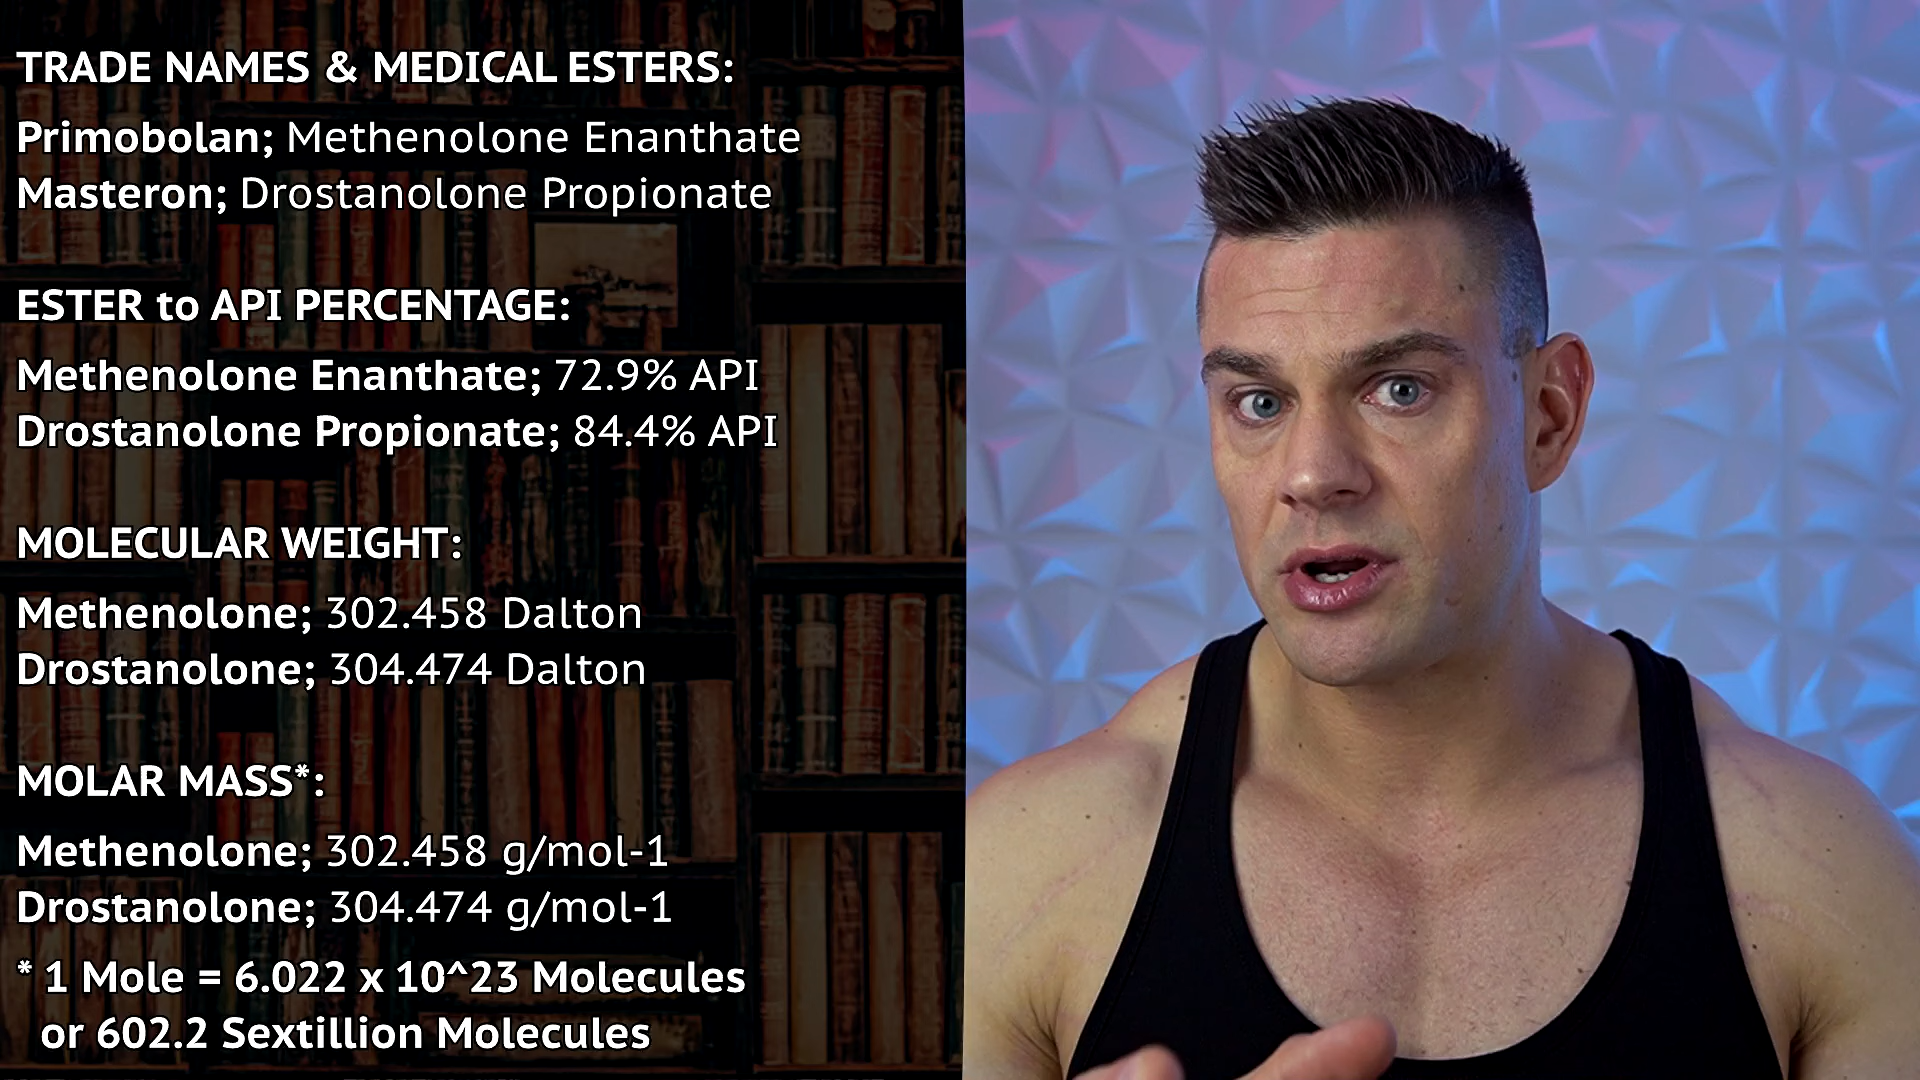 TRADE NAMES & MEDICAL ESTERS:
Primobolan; Methenolone Enanthate
Masteron; Drostanolone Propionate
ESTER to API PERCENTAGE:
Methenolone Enanthate; 72.9% API
Drostanolone Propionate; 84.4% API
MOLECULAR WEIGHT:
Methenolone; 302.458 Dalton
Drostanolone; 304.474 Dalton
MOLAR MASS*:
Methenolone; 302.458 g/mol-1
Drostanolone; 304.474 g/mol-1
* 1 Mole = 6.022 x 10^23 Molecules
or 602.2 Sextillion Molecules